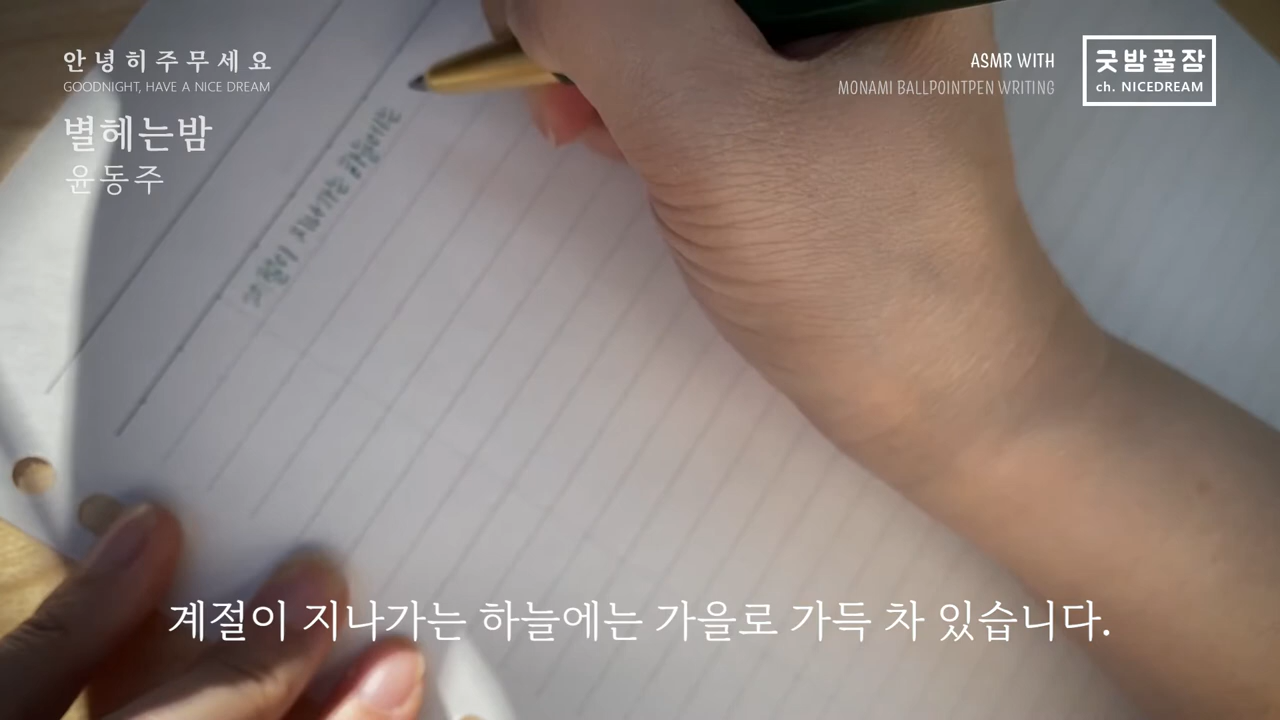 안녕히주무세요
GOODNIGHT, HAVE A NICE DREAM
별헤는밤
윤동주
ASMR WITH
MONAMI BALLPOINTPEN WRITING
굿밤꿀잠
ch. NICEDREAM
계절이 지나가는 하늘에는
계절이 지나가는 하늘에는 가을로 가득 차 있습니다.